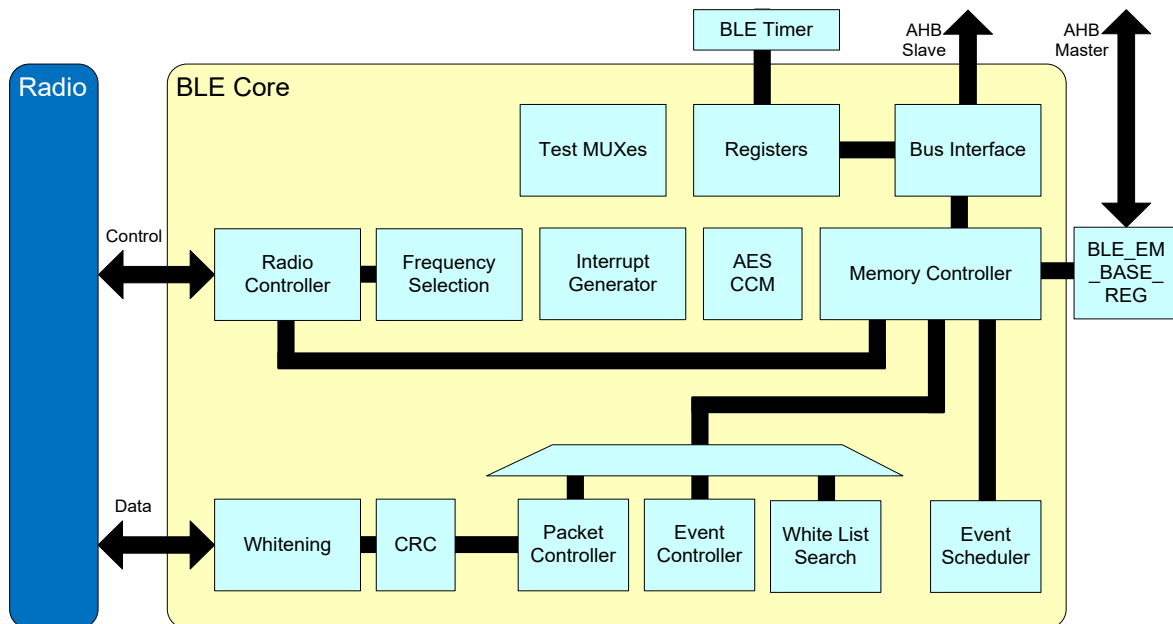 BLE Timer
AHB
Slave
AHB
Master
Radio
BLE Core
Test MUXes
Registers
Bus Interface
Control
Radio
Controller
Frequency
Selection
Interrupt
Generator
AES
CCM
Memory Controller
BLE_EM
_BASE_
REG
Data
Whitening
CRC
Packet
Controller
Event
Controller
White List
Search
Event
Scheduler